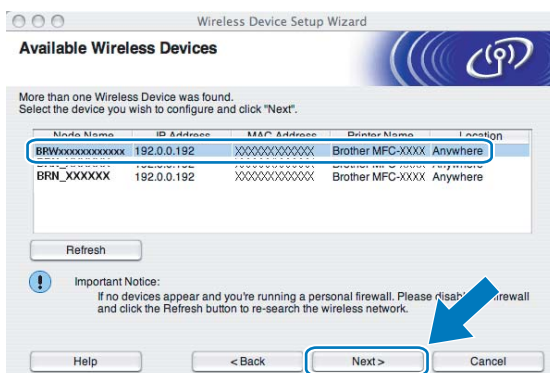 Wireless Device Setup Wizard
Available Wireless Devices
More than one Wireless Device was found.
Select the device you wish to configure and click "Next".
Node Name IP Address MAC Address Printer Name Location
BRWxxxxxxxxxxxx 192.0.0.192 XXXXXXXXXXXX Brother MFC-XXXX Anywhere
BRN_XXXXXX 192.0.0.192 XXXXXXXXXXXX Brother MFC-XXXX Anywhere
Refresh
Important Notice:
If no devices appear and you're running a personal firewall. Please firewall
and click the Refresh button to re-search the wireless network.
Help < Back Next > Cancel